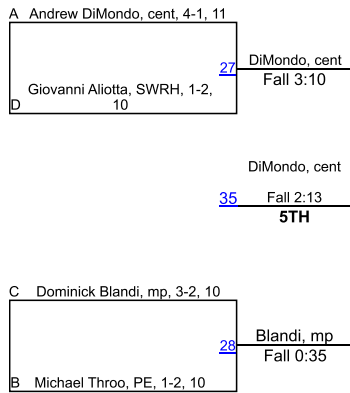 A Andrew DiMondo, cent, 4-1, 11
27 DiMondo, cent
Fall 3:10
Giovanni Aliotta, SWRH, 1-2,
D 10
DiMondo, cent
35 Fall 2:13
5TH
C Dominick Blandi, mp, 3-2, 10
28 Blandi, mp
Fall 0:35
B Michael Throo, PE, 1-2, 10